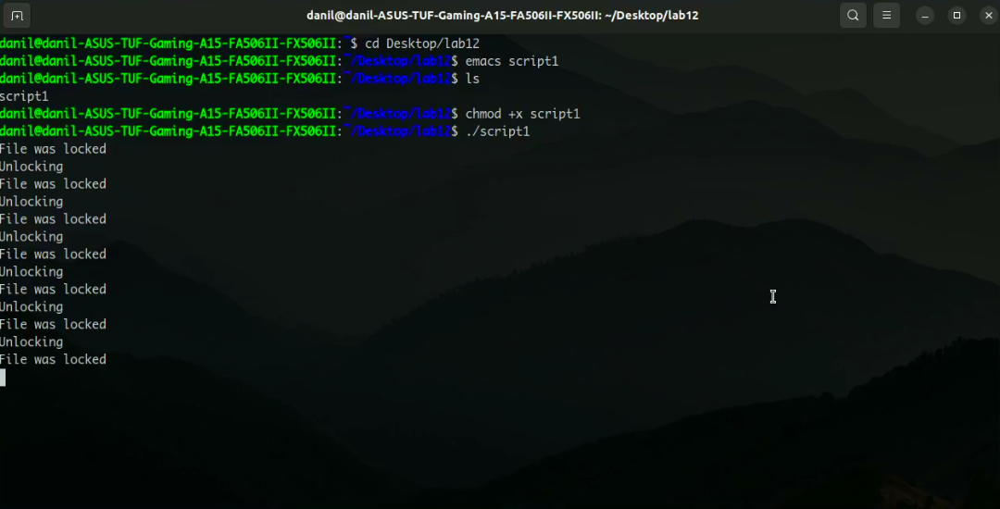 danil@danil-ASUS-TUF-Gaming-A15-FA506II-FX506II: ~/Desktop/lab12
danil@danil-ASUS-TUF-Gaming-A15-FA506II-FX506II:~$ cd Desktop/lab12
danil@danil-ASUS-TUF-Gaming-A15-FA506II-FX506II:~/Desktop/lab12$ emacs script1
danil@danil-ASUS-TUF-Gaming-A15-FA506II-FX506II:~/Desktop/lab12$ ls
script1
danil@danil-ASUS-TUF-Gaming-A15-FA506II-FX506II:~/Desktop/lab12$ chmod +x script1
danil@danil-ASUS-TUF-Gaming-A15-FA506II-FX506II:~/Desktop/lab12$ ./script1
File was locked
Unlocking
File was locked
Unlocking
File was locked
Unlocking
File was locked
Unlocking
File was locked
Unlocking
File was locked
Unlocking
File was locked